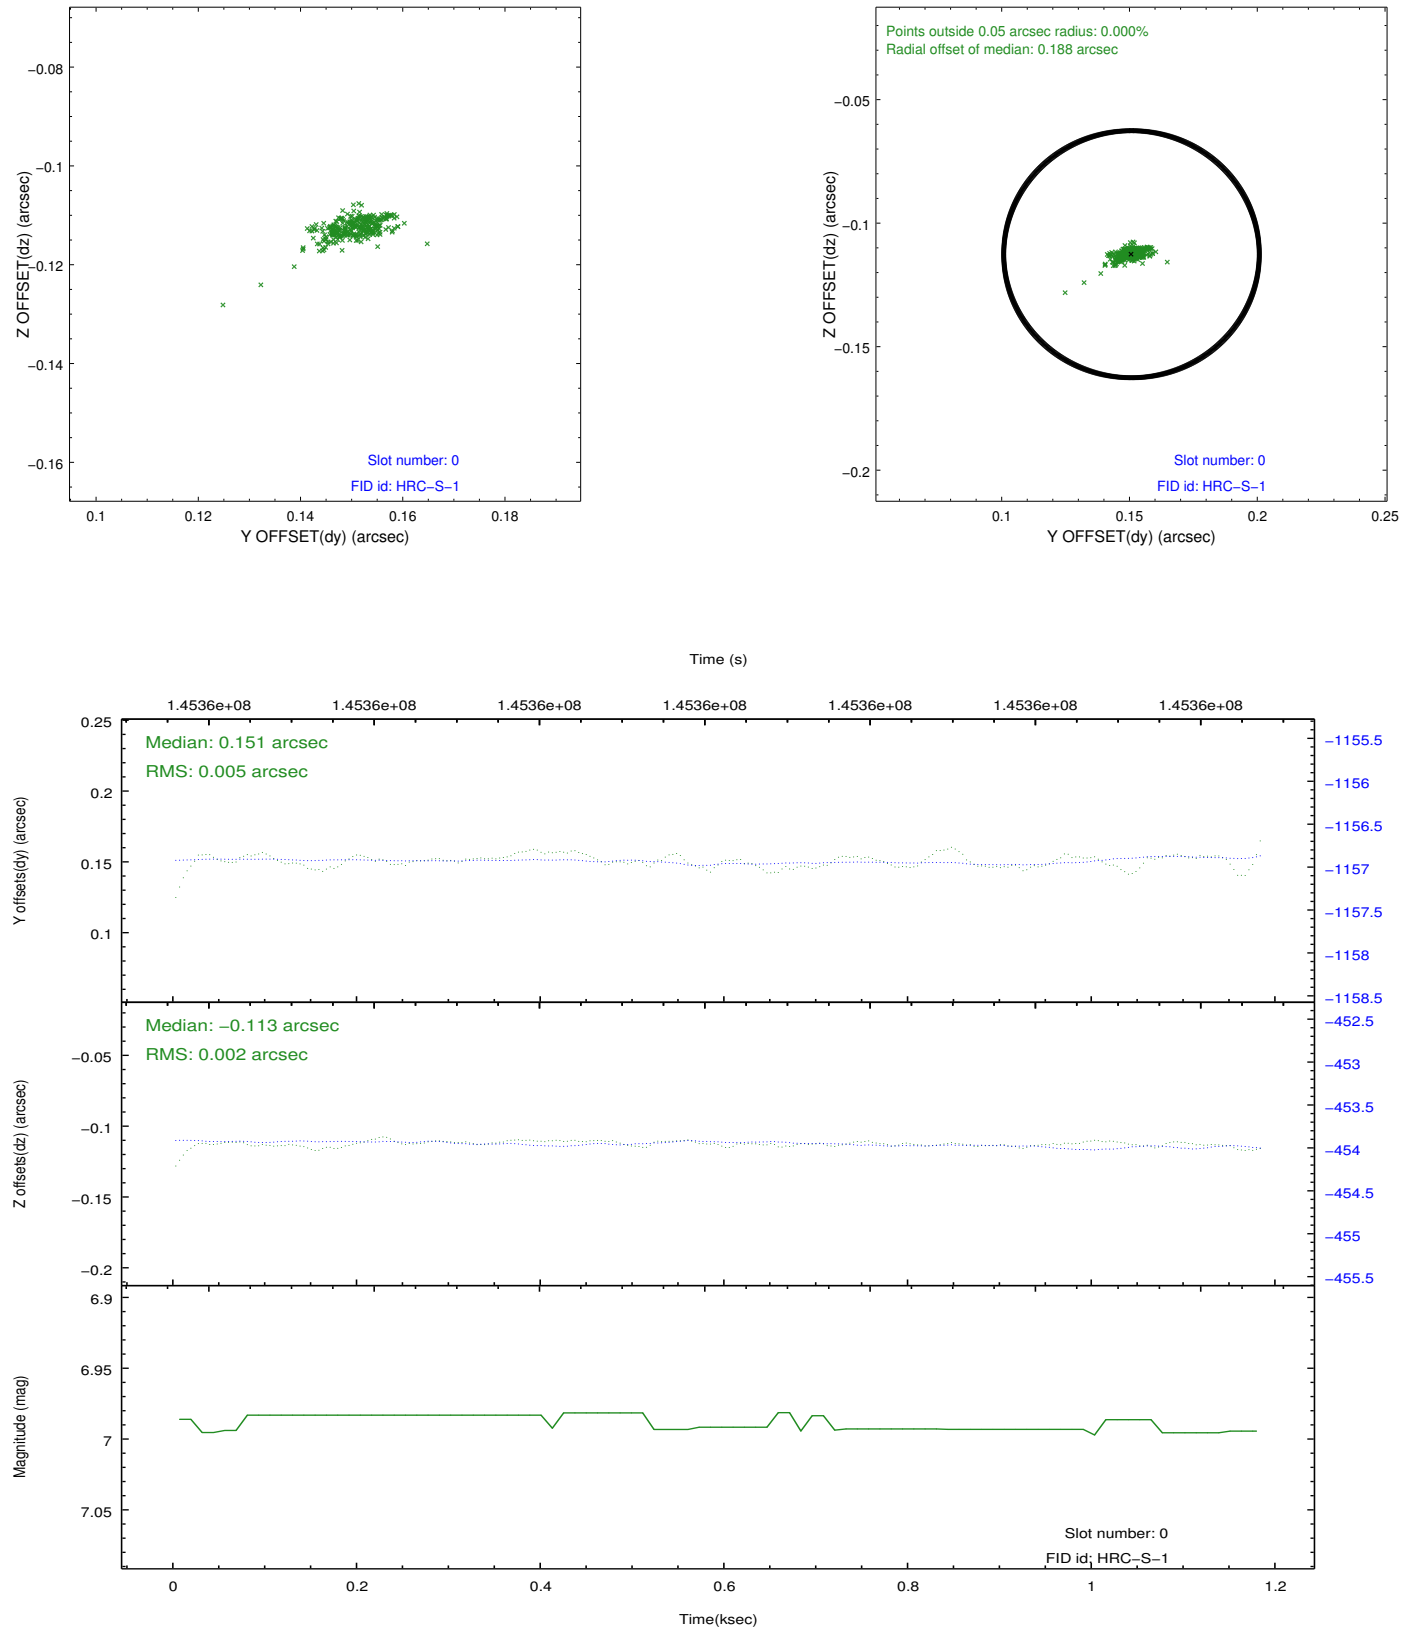 −0.08
−0.1
−0.12
−0.14
−0.16
Z OFFSET(dz) (arcsec)
Slot number: 0
FID id: HRC−S−1
0.1 0.12 0.14 0.16 0.18
Y OFFSET(dy) (arcsec)
Points outside 0.05 arcsec radius: 0.000%
Radial offset of median: 0.188 arcsec
−0.05
−0.1
−0.15
−0.2
Z OFFSET(dz) (arcsec)
Slot number: 0
FID id: HRC−S−1
0.1 0.15 0.2 0.25
Y OFFSET(dy) (arcsec)
Time (s)
1.4536e+08 1.4536e+08 1.4536e+08 1.4536e+08 1.4536e+08 1.4536e+08 1.4536e+08
Median: 0.151 arcsec
RMS: 0.005 arcsec
0.25
0.2
0.15
0.1
Y offsets(dy) (arcsec)
−1155.5
−1156
−1156.5
−1157
−1157.5
−1158
−1158.5
Median: −0.113 arcsec
RMS: 0.002 arcsec
−0.05
−0.1
−0.15
−0.2
Z offsets(dz) (arcsec)
−452.5
−453
−453.5
−454
−454.5
−455
−455.5
6.9
6.95
7
7.05
Magnitude (mag)
Slot number: 0
FID id: HRC−S−1
0 0.2 0.4 0.6 0.8 1 1.2
Time(ksec)